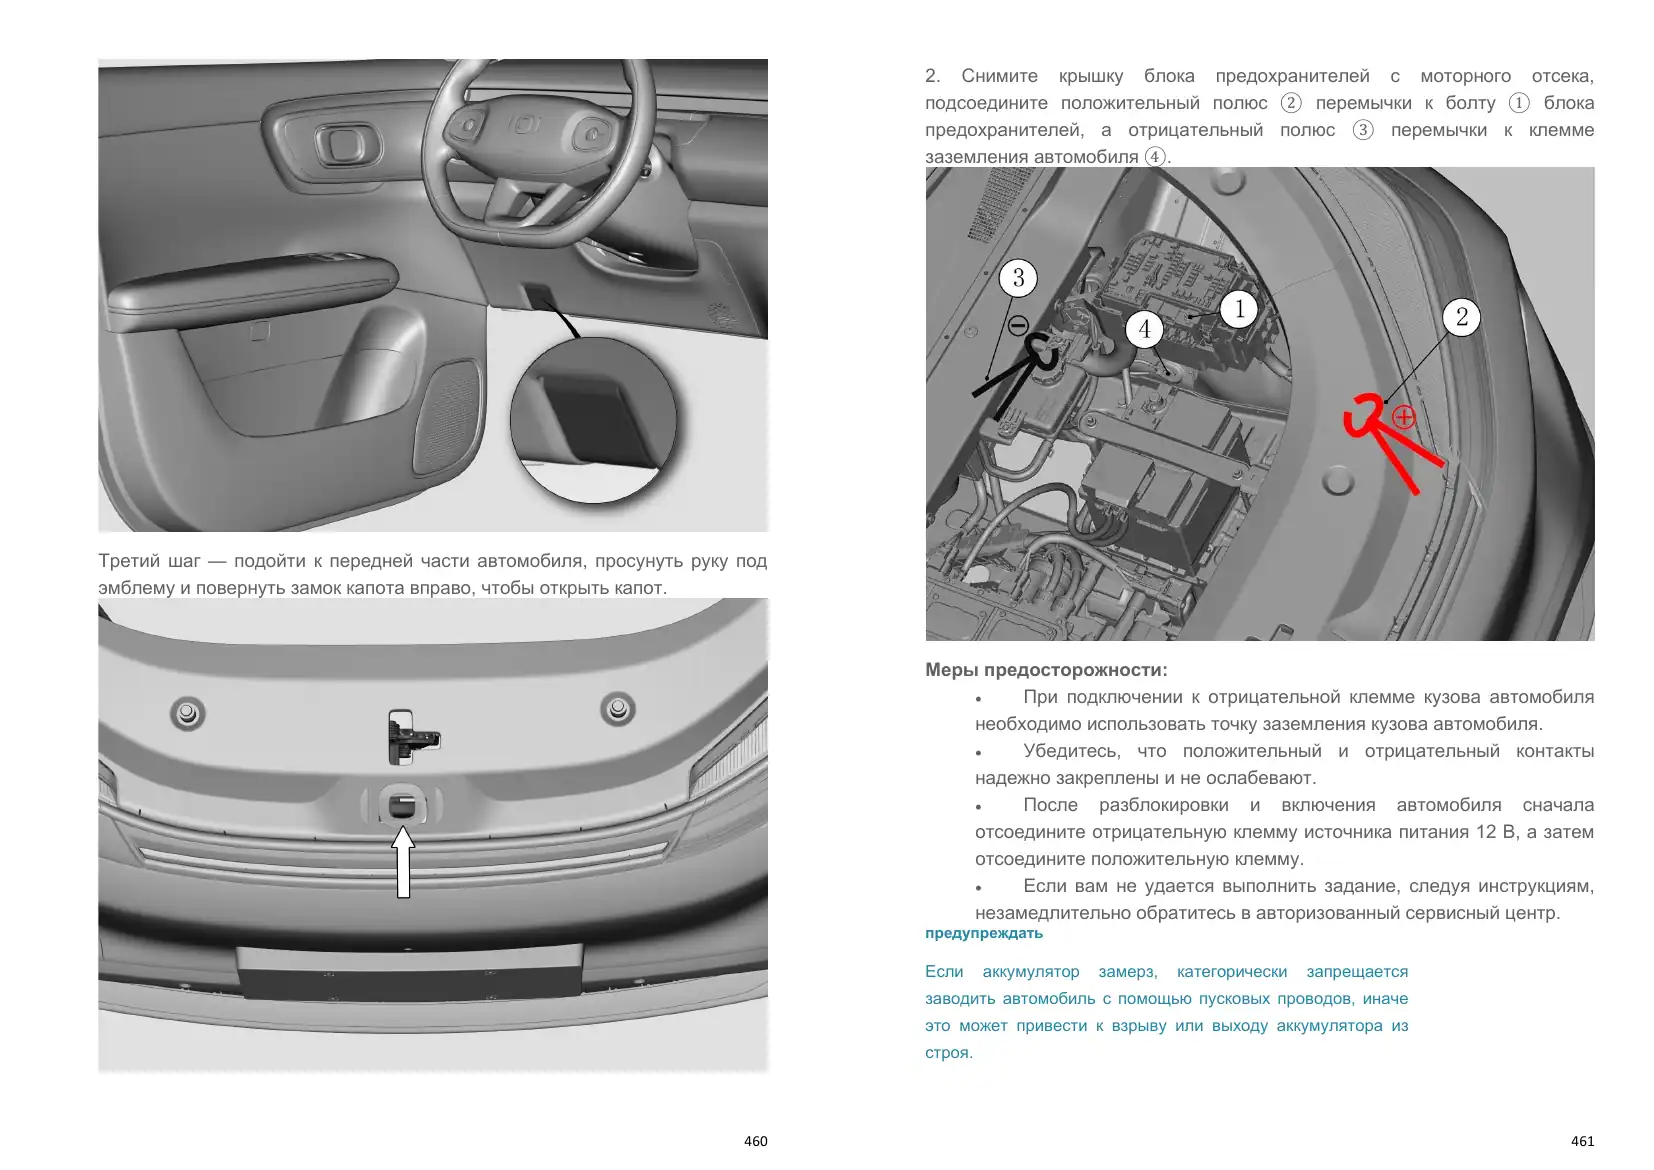 Третий шаг — подойти к передней части автомобиля, просунуть руку под
эмблему и повернуть замок капота вправо, чтобы открыть капот.
460
2. Снимите крышку блока предохранителей с моторного отсека,
подсоедините положительный полюс ② перемычки к болту ① блока
предохранителей, а отрицательный полюс ③ перемычки к клемме
заземления автомобиля ④.
3
1
4
2
Меры предосторожности:
• При подключении к отрицательной клемме кузова автомобиля
необходимо использовать точку заземления кузова автомобиля.
• Убедитесь, что положительный и отрицательный контакты
надежно закреплены и не ослабевают.
• После разблокировки и включения автомобиля сначала
отсоедините отрицательную клемму источника питания 12 В, а затем
отсоедините положительную клемму.
• Если вам не удается выполнить задание, следуя инструкциям,
незамедлительно обратитесь в авторизованный сервисный центр.
предупреждать
Если аккумулятор замерз, категорически запрещается
заводить автомобиль с помощью пусковых проводов, иначе
это может привести к взрыву или выходу аккумулятора из
строя.
461